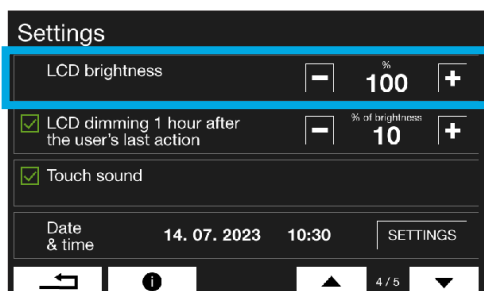 Settings
LCD brightness
%
− 100 +
LCD dimming 1 hour after
the user's last action
% of brightness
− 10 +
Touch sound
Date
& time
14. 07. 2023 10:30 SETTINGS
4/5